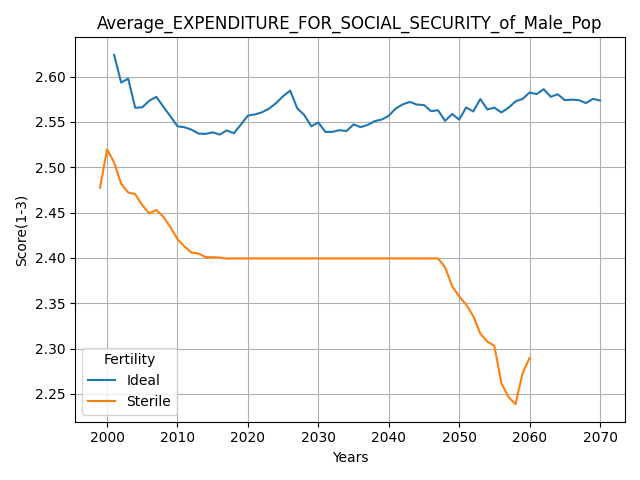 Average_EXPENDITURE_FOR_SOCIAL_SECURITY_of_Male_Pop
2.60
2.55
2.50
2.45
2.40
2.35
2.30
2.25
Score(1-3)
Fertility
Ideal
Sterile
2000 2010 2020 2030 2040 2050 2060 2070
Years